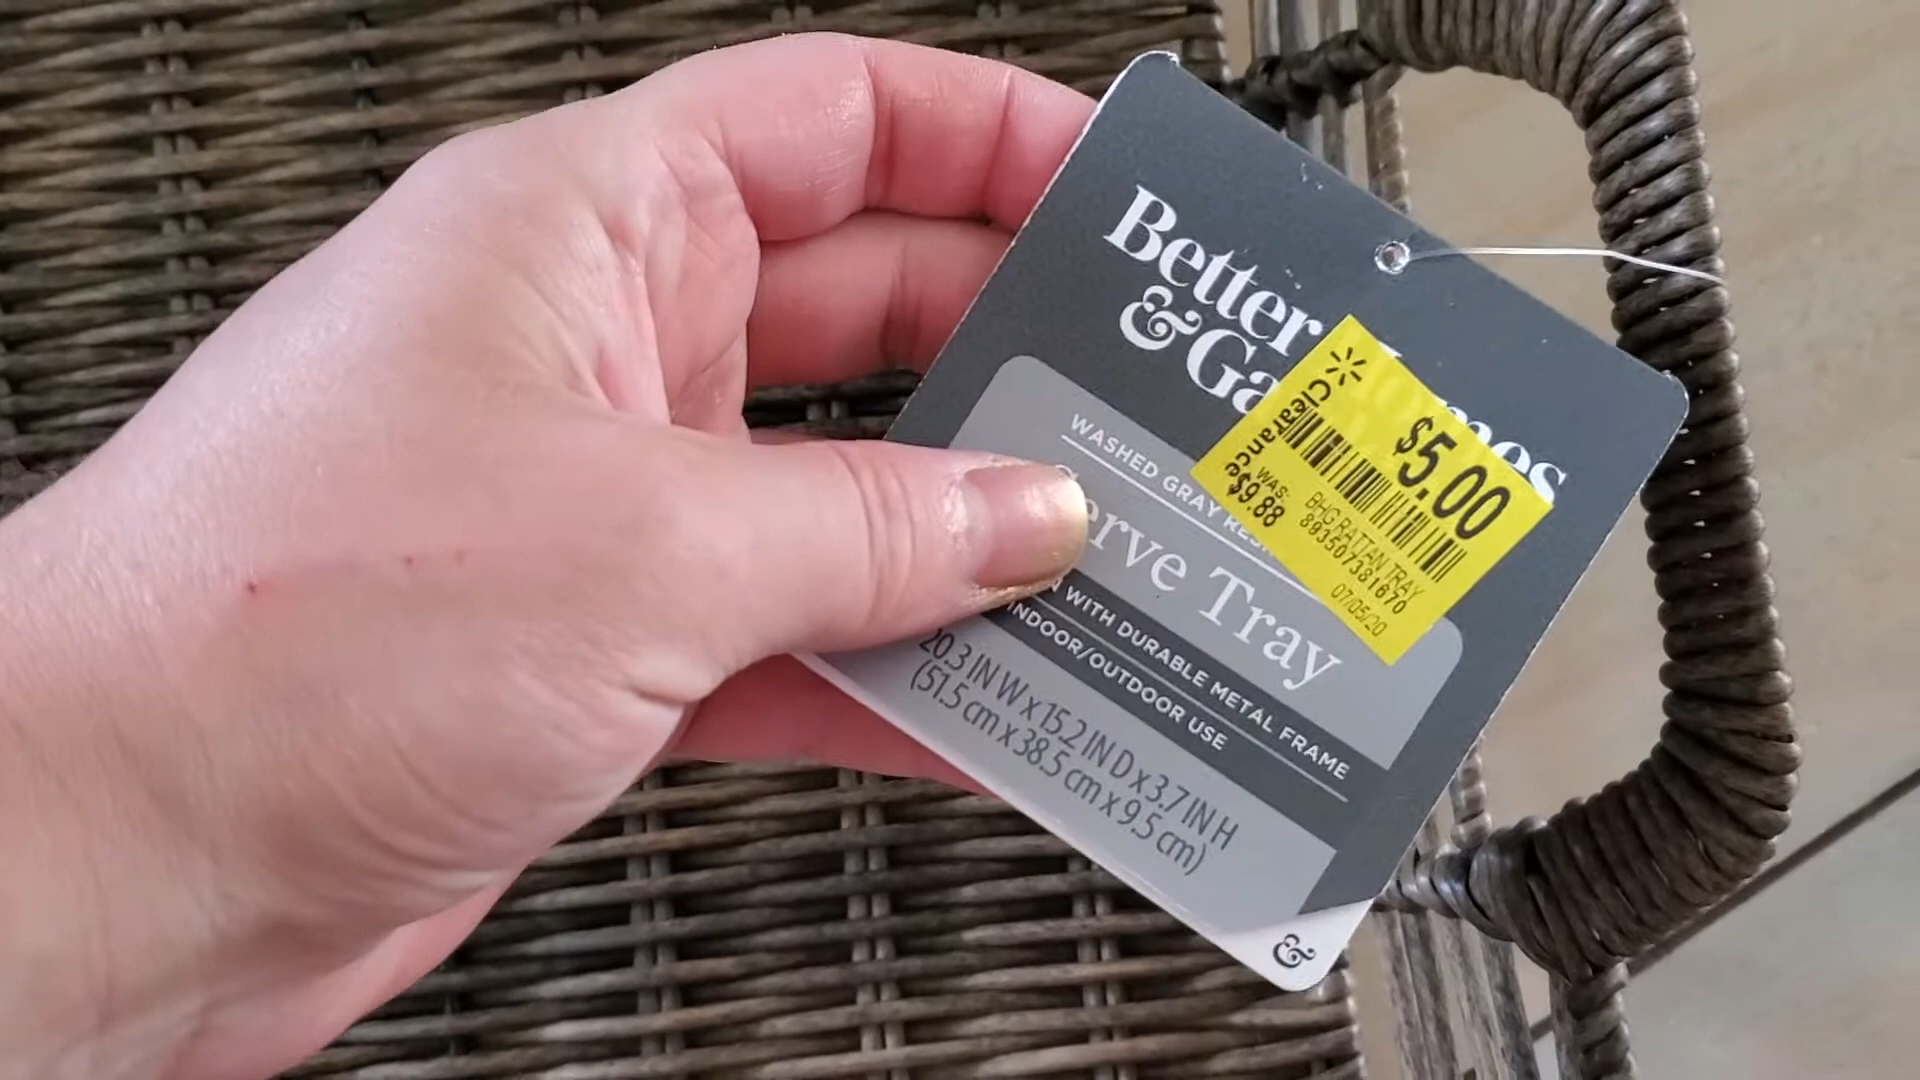 Better
& Ga
WASHED GRAY RES
erve Tray
WITH DURABLE METAL FRAME
INDOOR/OUTDOOR USE
20.3 IN W x 15.2 IN D x 3.7 IN H
(51.5 cm x 38.5 cm x 9.5 cm)
&
Clearance
$5.00
WAS:
$9.88
BHG RATTAN TRAY
893507381670
07/05/20